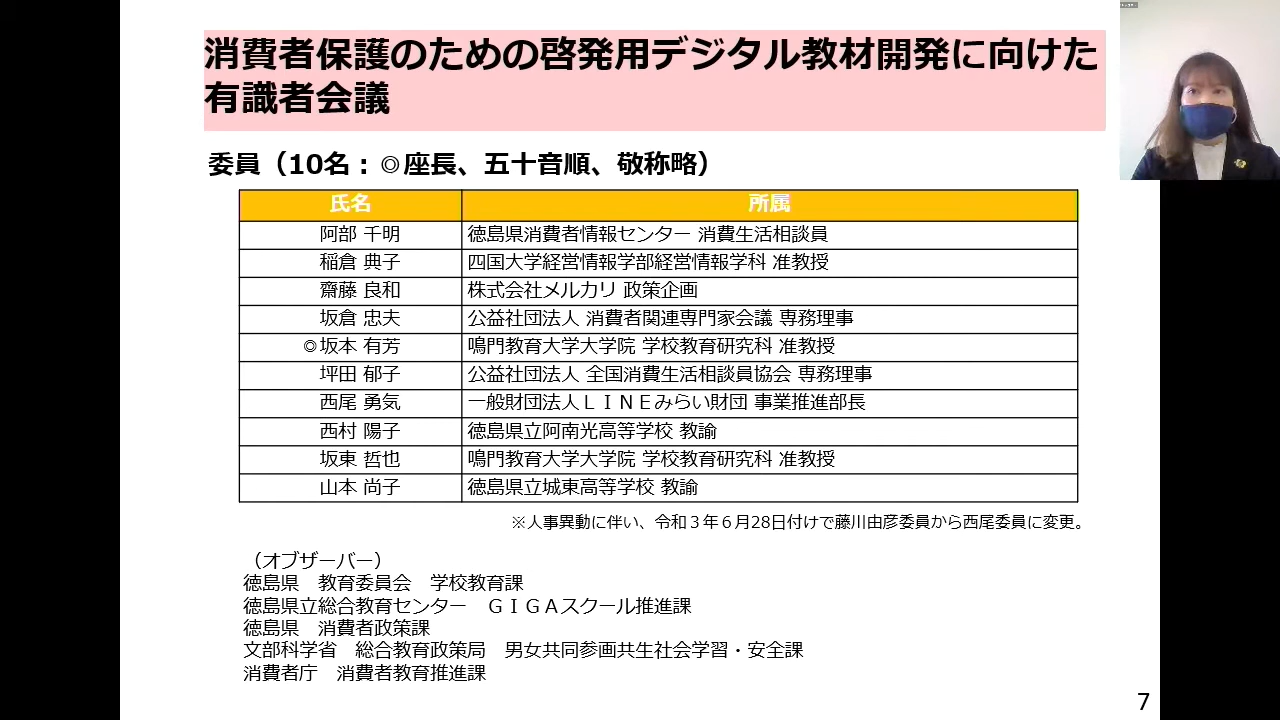 消費者保護のための啓発用デジタル教材開発に向けた
有識者会議
委員（10名：◎座長、五十音順、敬称略）
氏名 所属
阿部 千明 徳島県消費者情報センター 消費生活相談員
稲倉 典子 四国大学経営情報学部経営情報学科 准教授
齋藤 良和 株式会社メルカリ 政策企画
坂倉 忠夫 公益社団法人 消費者関連専門家会議 専務理事
◎坂本 有芳 鳴門教育大学大学院 学校教育研究科 准教授
坪田 郁子 公益社団法人 全国消費生活相談員協会 専務理事
西尾 勇気 一般財団法人ＬＩＮＥみらい財団 事業推進部長
西村 陽子 徳島県立阿南光高等学校 教諭
坂東 哲也 鳴門教育大学大学院 学校教育研究科 准教授
山本 尚子 徳島県立城東高等学校 教諭
※人事異動に伴い、令和３年６月28日付けで藤川由彦委員から西尾委員に変更。
（オブザーバー）
徳島県　教育委員会　学校教育課
徳島県立総合教育センター　ＧＩＧＡスクール推進課
徳島県　消費者政策課
文部科学省　総合教育政策局　男女共同参画共生社会学習・安全課
消費者庁　消費者教育推進課
7